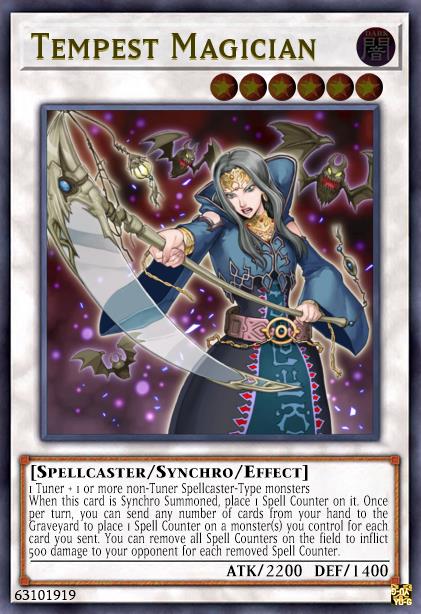 TEMPEST MAGICIAN
DARK
闇
[SPELLCASTER/SYNCHRO/EFFECT]
1 Tuner + 1 or more non-Tuner Spellcaster-Type monsters
When this card is Synchro Summoned, place 1 Spell Counter on it. Once
per turn, you can send any number of cards from your hand to the
Graveyard to place 1 Spell Counter on a monster(s) you control for each
card you sent. You can remove all Spell Counters on the field to inflict
500 damage to your opponent for each removed Spell Counter.
ATK/2200 DEF/1400
63101919